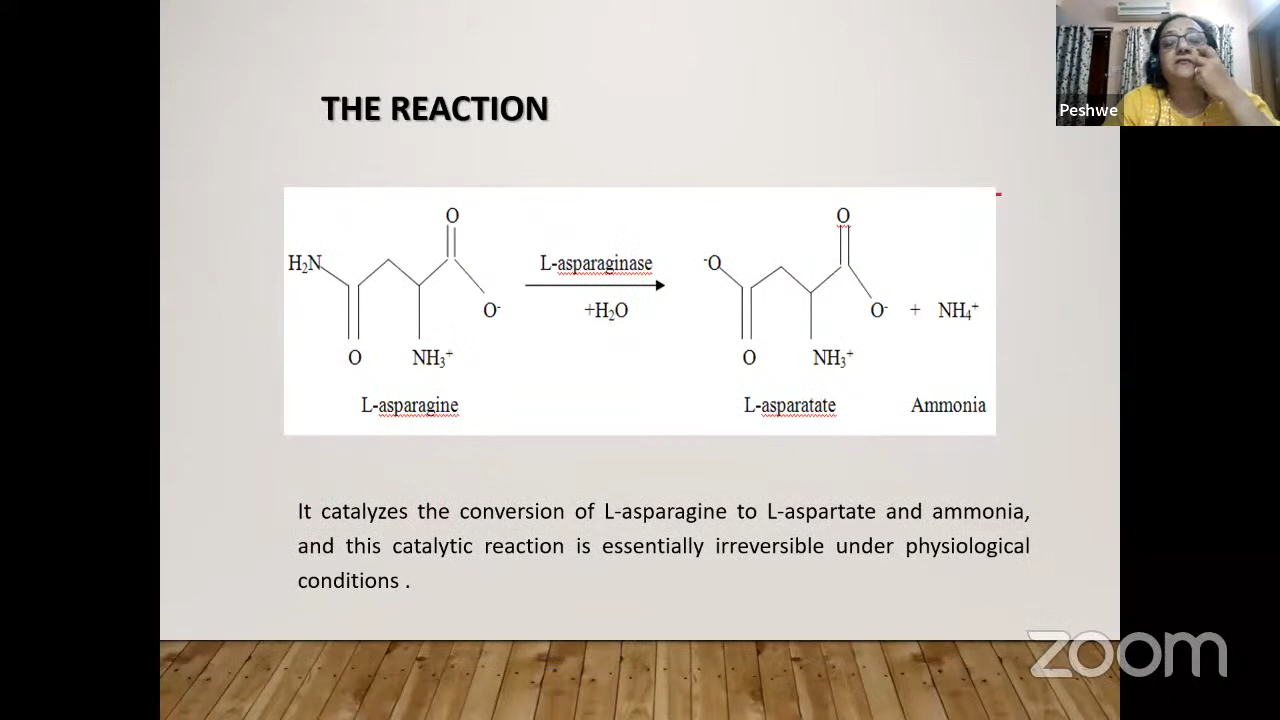 THE REACTION
Peshwe
O
O
H₂N
L-asparaginase
⁻O
O⁻
+H₂O
O⁻ + NH₄⁺
O
NH₃⁺
O
NH₃⁺
L-asparagine
L-asparatate
Ammonia
It catalyzes the conversion of L-asparagine to L-aspartate and ammonia,
and this catalytic reaction is essentially irreversible under physiological
conditions .
zoom